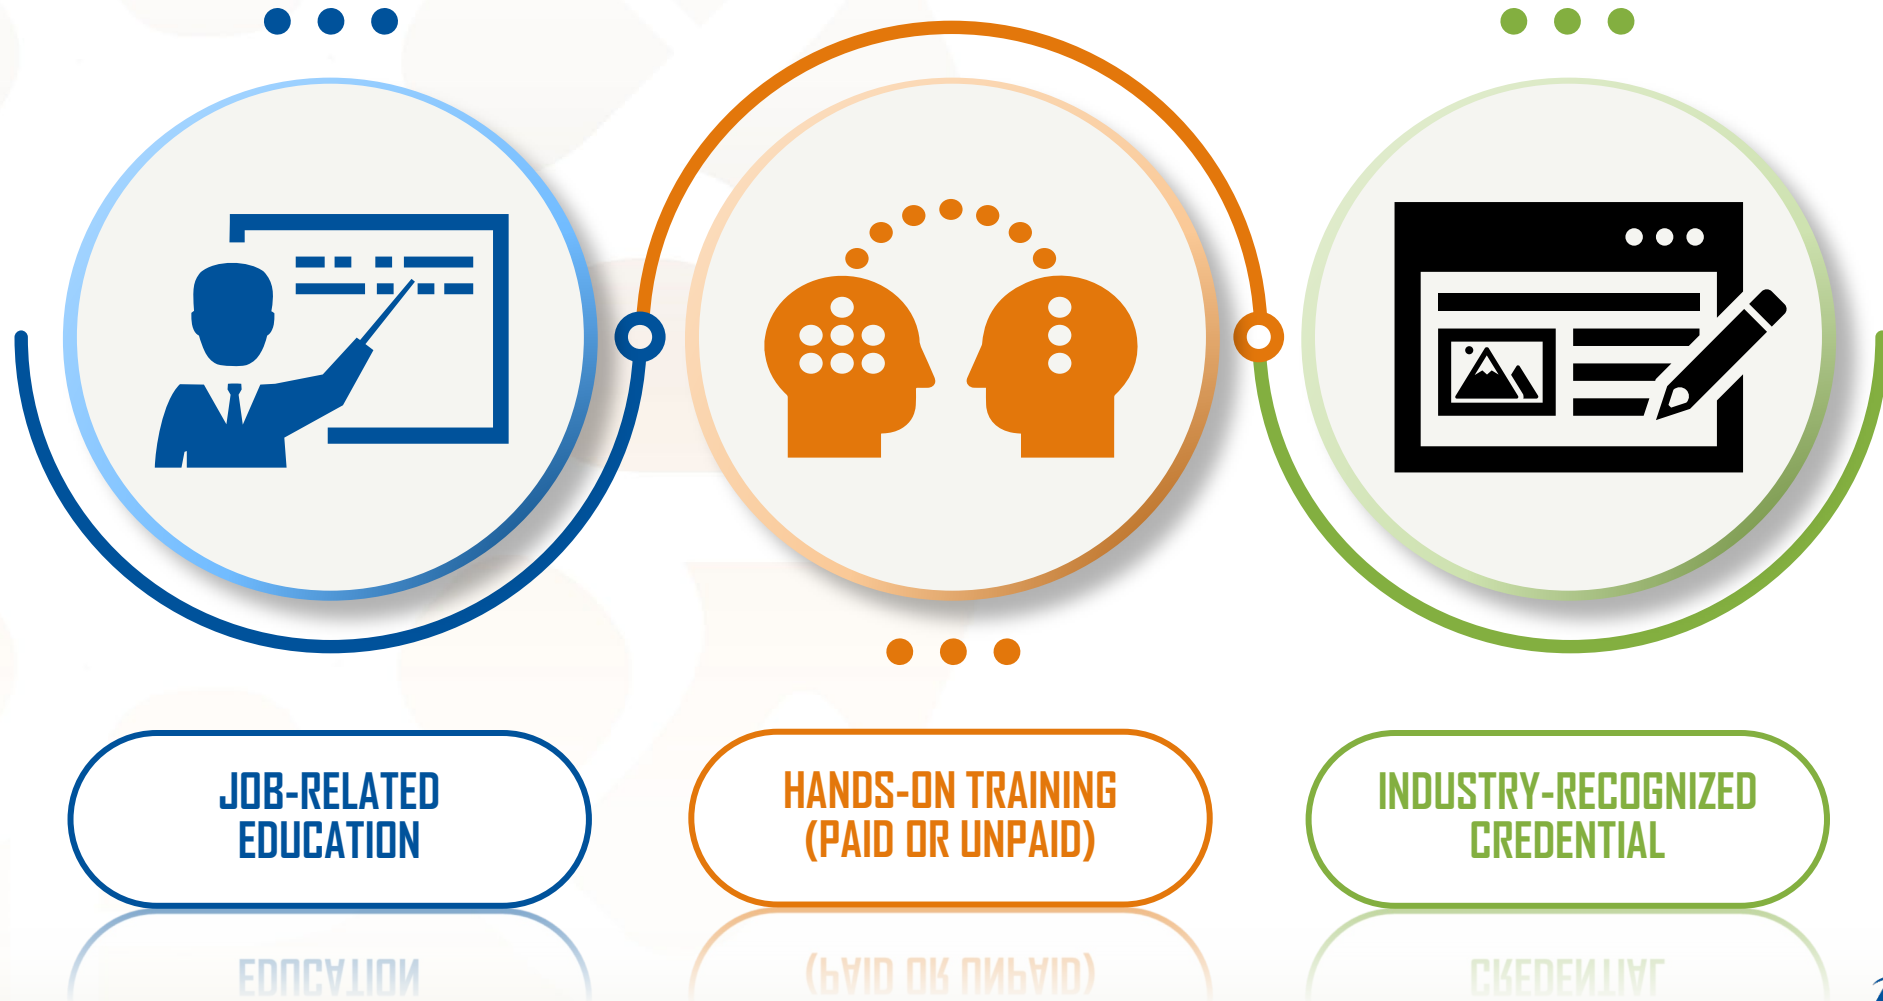 JOB-RELATED
EDUCATION
HANDS-ON TRAINING
(PAID OR UNPAID)
INDUSTRY-RECOGNIZED
CREDENTIAL